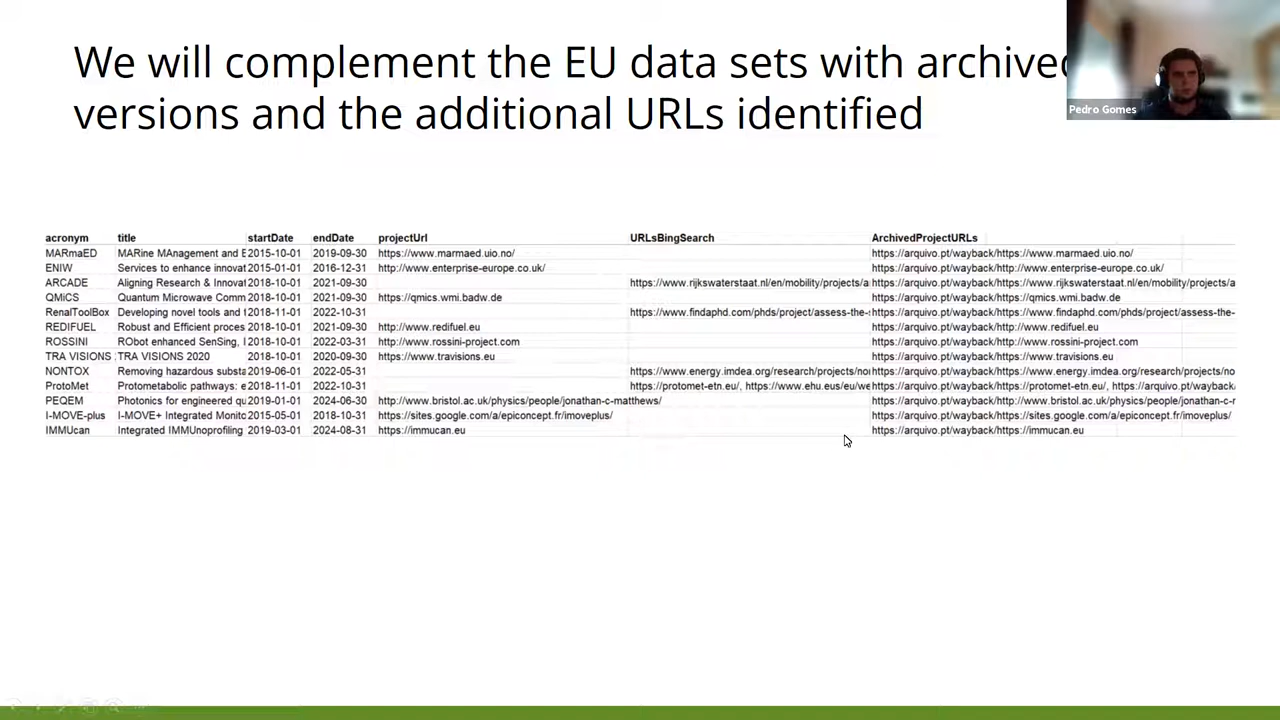 We will complement the EU data sets with archived
versions and the additional URLs identified
Pedro Gomes
acronym title startDate endDate projectUrl URLsBingSearch ArchivedProjectURLs
MARmaED MARine MAnagement and E 2015-10-01 2019-09-30 https://www.marmaed.uio.no/ https://arquivo.pt/wayback/https://www.marmaed.uio.no/
ENIW Services to enhance innovat 2015-01-01 2016-12-31 http://www.enterprise-europe.co.uk/ https://arquivo.pt/wayback/http://www.enterprise-europe.co.uk/
ARCADE Aligning Research & Innovat 2018-10-01 2021-09-30 https://www.rijkswaterstaat.nl/en/mobility/projects/a https://arquivo.pt/wayback/https://www.rijkswaterstaat.nl/en/mobility/projects/a
QMiCS Quantum Microwave Comm 2018-10-01 2021-09-30 https://qmics.wmi.badw.de https://arquivo.pt/wayback/https://qmics.wmi.badw.de
RenalToolBox Developing novel tools and t 2018-11-01 2022-10-31 https://www.findaphd.com/phds/project/assess-the- https://arquivo.pt/wayback/https://www.findaphd.com/phds/project/assess-the-
REDIFUEL Robust and Efficient proces 2018-10-01 2021-09-30 http://www.redifuel.eu https://arquivo.pt/wayback/http://www.redifuel.eu
ROSSINI RObot enhanced SenSing, I 2018-10-01 2022-03-31 http://www.rossini-project.com https://arquivo.pt/wayback/http://www.rossini-project.com
TRA VISIONS TRA VISIONS 2020 2018-10-01 2020-09-30 https://www.travisions.eu https://arquivo.pt/wayback/https://www.travisions.eu
NONTOX Removing hazardous substa 2019-06-01 2022-05-31 https://www.energy.imdea.org/research/projects/no https://arquivo.pt/wayback/https://www.energy.imdea.org/research/projects/no
ProtoMet Protometabolic pathways: e 2018-11-01 2022-10-31 https://protomet-etn.eu/, https://www.ehu.eus/eu/we https://arquivo.pt/wayback/https://protomet-etn.eu/, https://arquivo.pt/wayback/
PEQEM Photonics for engineered qu 2019-01-01 2024-06-30 http://www.bristol.ac.uk/physics/people/jonathan-c-matthews/ https://arquivo.pt/wayback/http://www.bristol.ac.uk/physics/people/jonathan-c-r
I-MOVE-plus I-MOVE+ Integrated Monitc 2015-05-01 2018-10-31 https://sites.google.com/a/epiconcept.fr/imoveplus/ https://arquivo.pt/wayback/https://sites.google.com/a/epiconcept.fr/imoveplus/
IMMUcan Integrated IMMUnoprofiling 2019-03-01 2024-08-31 https://immucan.eu https://arquivo.pt/wayback/https://immucan.eu